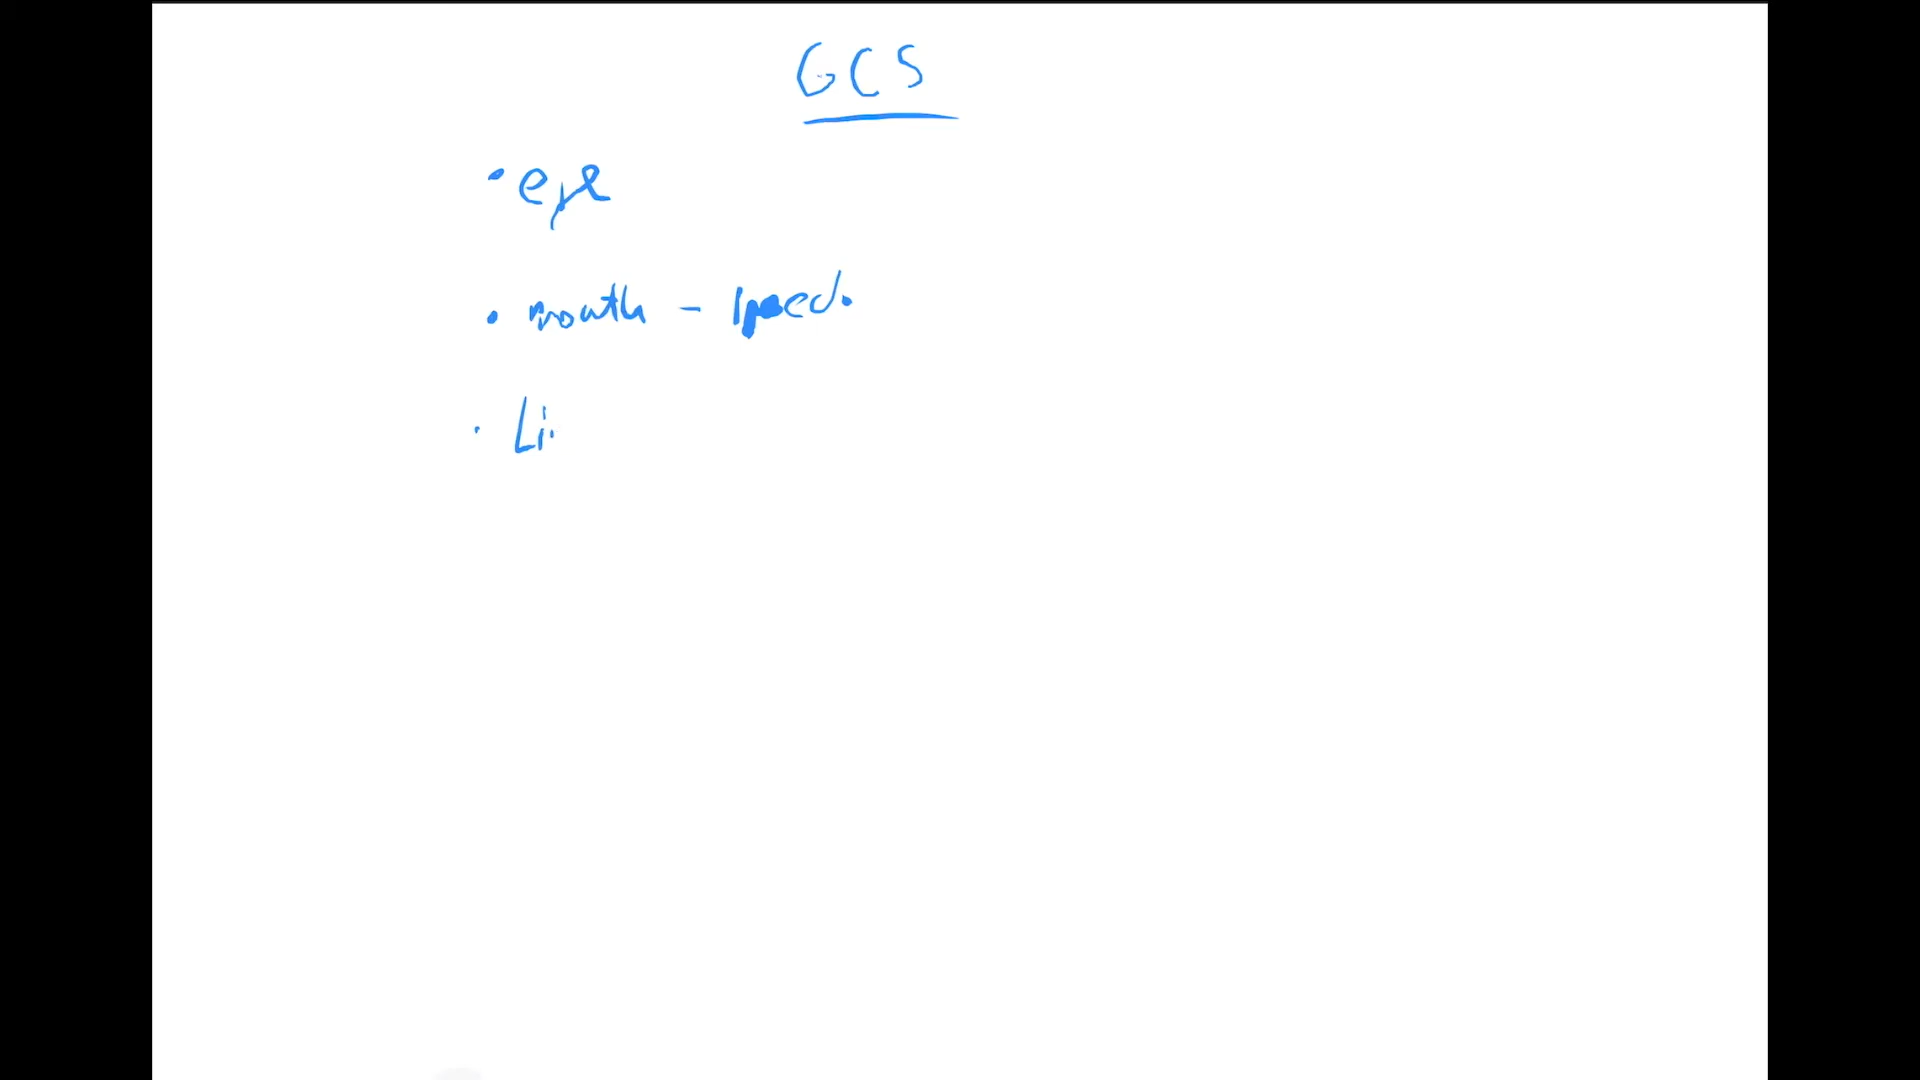 GCS
• eye
• mouth - speech
• Li